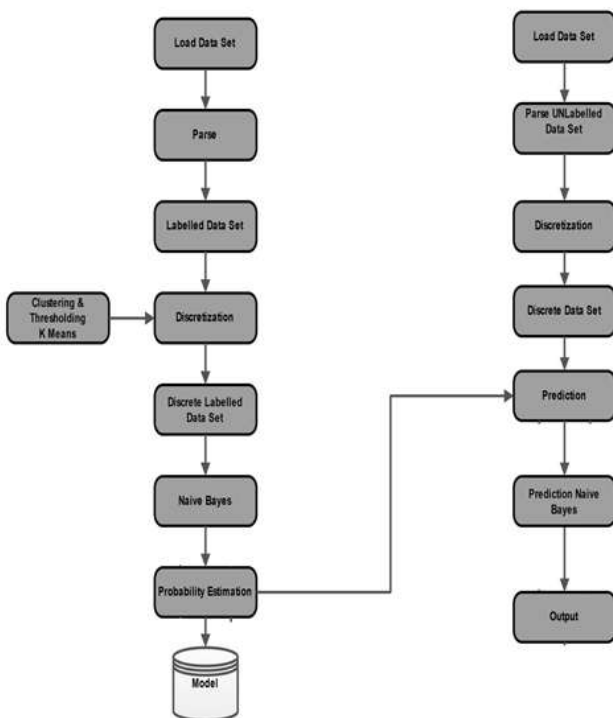 Load Data Set
Parse
Labelled Data Set
Clustering &
Thresholding
K Means
Discretization
Discrete Labelled
Data Set
Naive Bayes
Probability Estimation
Model
Load Data Set
Parse UNLabelled
Data Set
Discretization
Discrete Data Set
Prediction
Prediction Naive
Bayes
Output